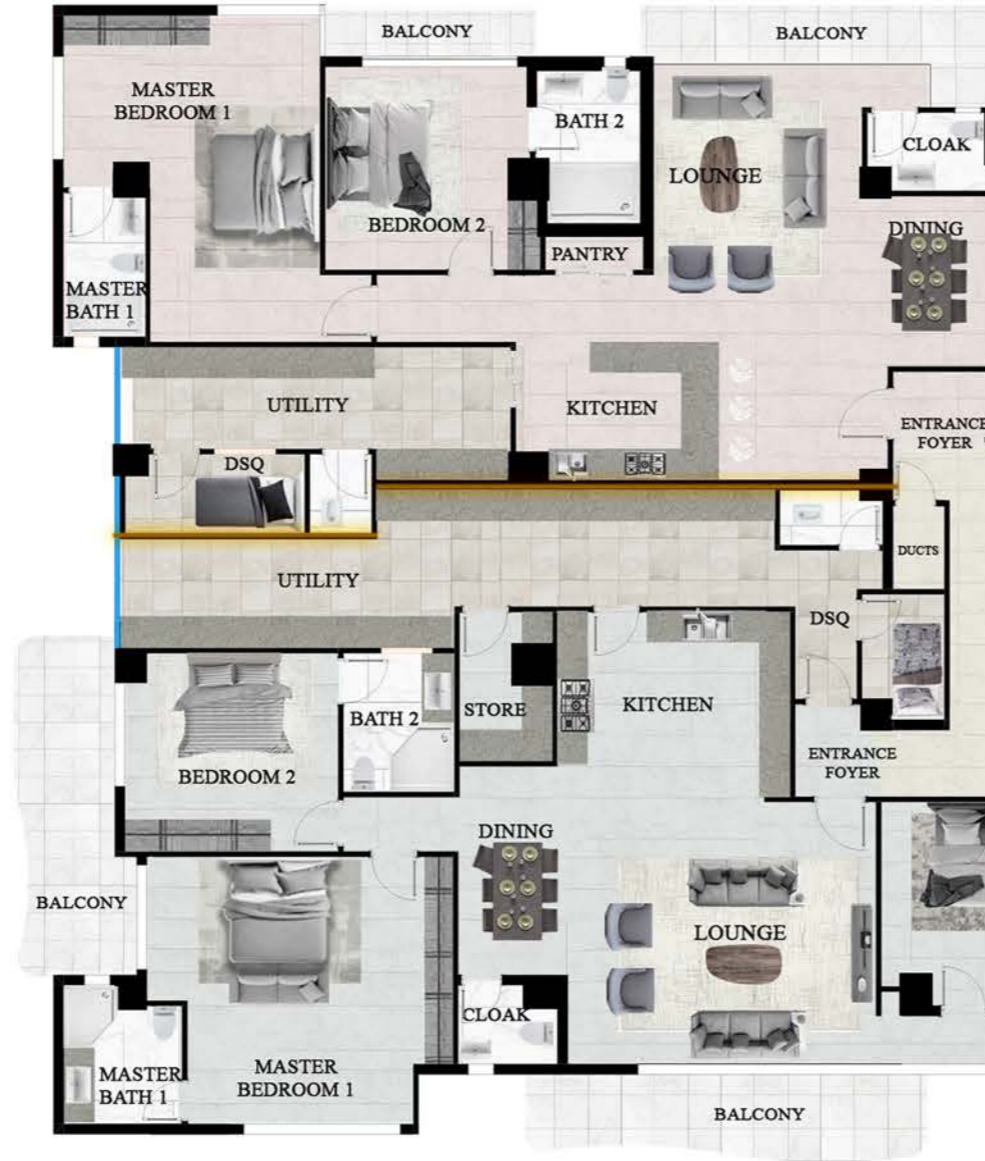 BALCONY
BALCONY
MASTER
BEDROOM 1
BATH 2
CLOAK
LOUNGE
BEDROOM 2
DINING
PANTRY
MASTER
BATH 1
UTILITY
KITCHEN
ENTRANCE
FOYER
DSQ
DUCTS
UTILITY
DSQ
STORE
KITCHEN
BATH 2
BEDROOM 2
ENTRANCE
FOYER
DINING
BALCONY
LOUNGE
CLOAK
MASTER
BATH 1
MASTER
BEDROOM 1
BALCONY